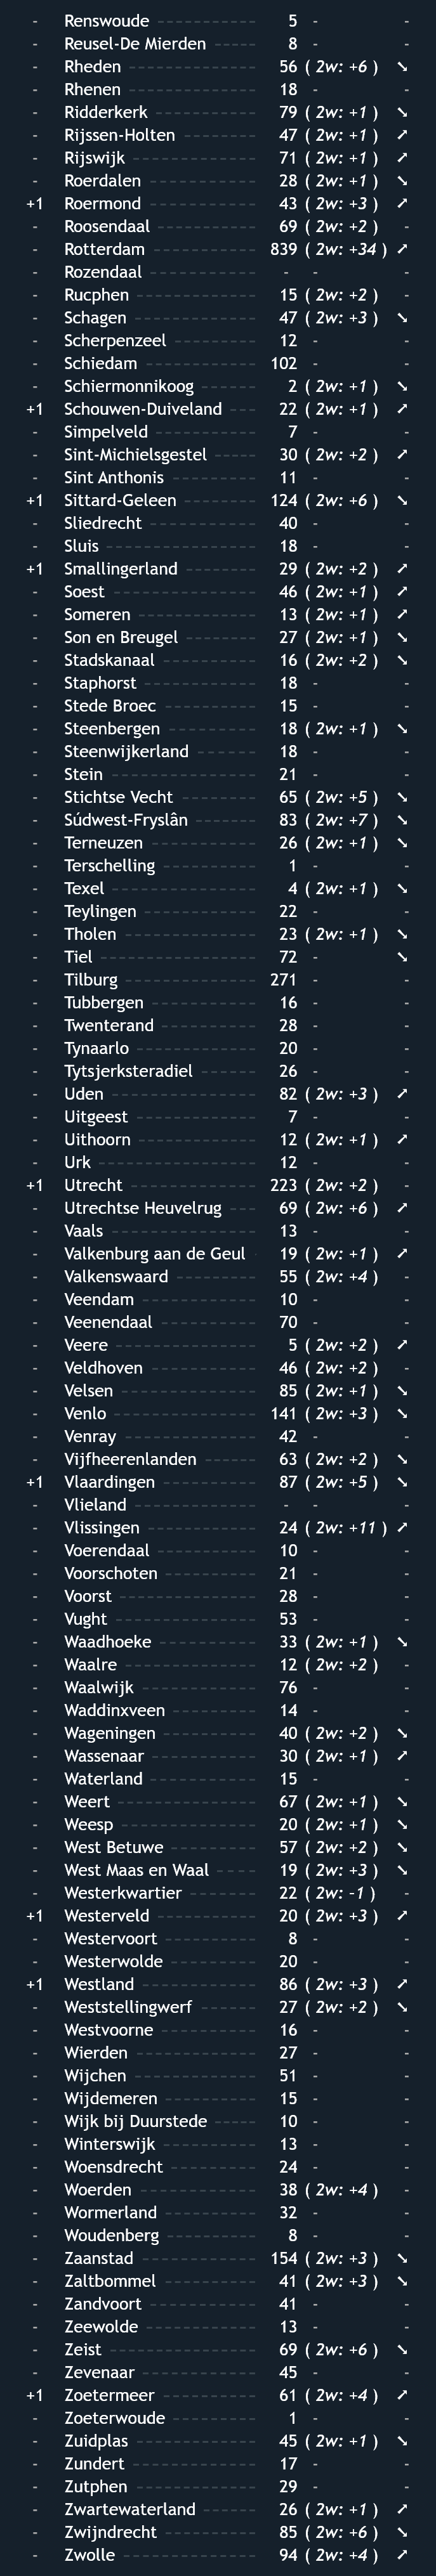 - Renswoude 5 - -
- Reusel-De Mierden 8 - -
- Rheden 56 ( 2w: +6 ) ➘
- Rhenen 18 - -
- Ridderkerk 79 ( 2w: +1 ) ➘
- Rijssen-Holten 47 ( 2w: +1 ) ➚
- Rijswijk 71 ( 2w: +1 ) ➚
- Roerdalen 28 ( 2w: +1 ) ➘
+1 Roermond 43 ( 2w: +3 ) ➚
- Roosendaal 69 ( 2w: +2 ) -
- Rotterdam 839 ( 2w: +34 ) ➚
- Rozendaal - - -
- Rucphen 15 ( 2w: +2 ) -
- Schagen 47 ( 2w: +3 ) ➘
- Scherpenzeel 12 - -
- Schiedam 102 - -
- Schiermonnikoog 2 ( 2w: +1 ) ➘
+1 Schouwen-Duiveland 22 ( 2w: +1 ) ➚
- Simpelveld 7 - -
- Sint-Michielsgestel 30 ( 2w: +2 ) ➚
- Sint Anthonis 11 - -
+1 Sittard-Geleen 124 ( 2w: +6 ) ➘
- Sliedrecht 40 - -
- Sluis 18 - -
+1 Smallingerland 29 ( 2w: +2 ) ➚
- Soest 46 ( 2w: +1 ) ➚
- Someren 13 ( 2w: +1 ) ➚
- Son en Breugel 27 ( 2w: +1 ) ➘
- Stadskanaal 16 ( 2w: +2 ) ➘
- Staphorst 18 - -
- Stede Broec 15 - -
- Steenbergen 18 ( 2w: +1 ) ➘
- Steenwijkerland 18 - -
- Stein 21 - -
- Stichtse Vecht 65 ( 2w: +5 ) ➘
- Súdwest-Fryslân 83 ( 2w: +7 ) ➘
- Terneuzen 26 ( 2w: +1 ) ➘
- Terschelling 1 - -
- Texel 4 ( 2w: +1 ) ➘
- Teylingen 22 - -
- Tholen 23 ( 2w: +1 ) ➘
- Tiel 72 - ➘
- Tilburg 271 - -
- Tubbergen 16 - -
- Twenterand 28 - -
- Tynaarlo 20 - -
- Tytsjerksteradiel 26 - -
- Uden 82 ( 2w: +3 ) ➚
- Uitgeest 7 - -
- Uithoorn 12 ( 2w: +1 ) ➚
- Urk 12 - -
+1 Utrecht 223 ( 2w: +2 ) -
- Utrechtse Heuvelrug 69 ( 2w: +6 ) ➚
- Vaals 13 - -
- Valkenburg aan de Geul 19 ( 2w: +1 ) ➚
- Valkenswaard 55 ( 2w: +4 ) -
- Veendam 10 - -
- Veenendaal 70 - -
- Veere 5 ( 2w: +2 ) ➚
- Veldhoven 46 ( 2w: +2 ) -
- Velsen 85 ( 2w: +1 ) ➘
- Venlo 141 ( 2w: +3 ) ➘
- Venray 42 - -
- Vijfheerenlanden 63 ( 2w: +2 ) ➘
+1 Vlaardingen 87 ( 2w: +5 ) ➘
- Vlieland - - -
- Vlissingen 24 ( 2w: +11 ) ➚
- Voerendaal 10 - -
- Voorschoten 21 - -
- Voorst 28 - -
- Vught 53 - -
- Waadhoeke 33 ( 2w: +1 ) ➘
- Waalre 12 ( 2w: +2 ) -
- Waalwijk 76 - -
- Waddinxveen 14 - -
- Wageningen 40 ( 2w: +2 ) ➘
- Wassenaar 30 ( 2w: +1 ) ➚
- Waterland 15 - -
- Weert 67 ( 2w: +1 ) ➘
- Weesp 20 ( 2w: +1 ) ➘
- West Betuwe 57 ( 2w: +2 ) ➘
- West Maas en Waal 19 ( 2w: +3 ) ➘
- Westerkwartier 22 ( 2w: -1 ) -
+1 Westerveld 20 ( 2w: +3 ) ➚
- Westervoort 8 - -
- Westerwolde 20 - -
+1 Westland 86 ( 2w: +3 ) ➚
- Weststellingwerf 27 ( 2w: +2 ) ➘
- Westvoorne 16 - -
- Wierden 27 - -
- Wijchen 51 - -
- Wijdemeren 15 - -
- Wijk bij Duurstede 10 - -
- Winterswijk 13 - -
- Woensdrecht 24 - -
- Woerden 38 ( 2w: +4 ) -
- Wormerland 32 - -
- Woudenberg 8 - -
- Zaanstad 154 ( 2w: +3 ) ➘
- Zaltbommel 41 ( 2w: +3 ) ➘
- Zandvoort 41 - -
- Zeewolde 13 - -
- Zeist 69 ( 2w: +6 ) ➘
- Zevenaar 45 - -
+1 Zoetermeer 61 ( 2w: +4 ) ➚
- Zoeterwoude 1 - -
- Zuidplas 45 ( 2w: +1 ) ➘
- Zundert 17 - -
- Zutphen 29 - -
- Zwartewaterland 26 ( 2w: +1 ) ➚
- Zwijndrecht 85 ( 2w: +6 ) ➘
- Zwolle 94 ( 2w: +4 ) ➚